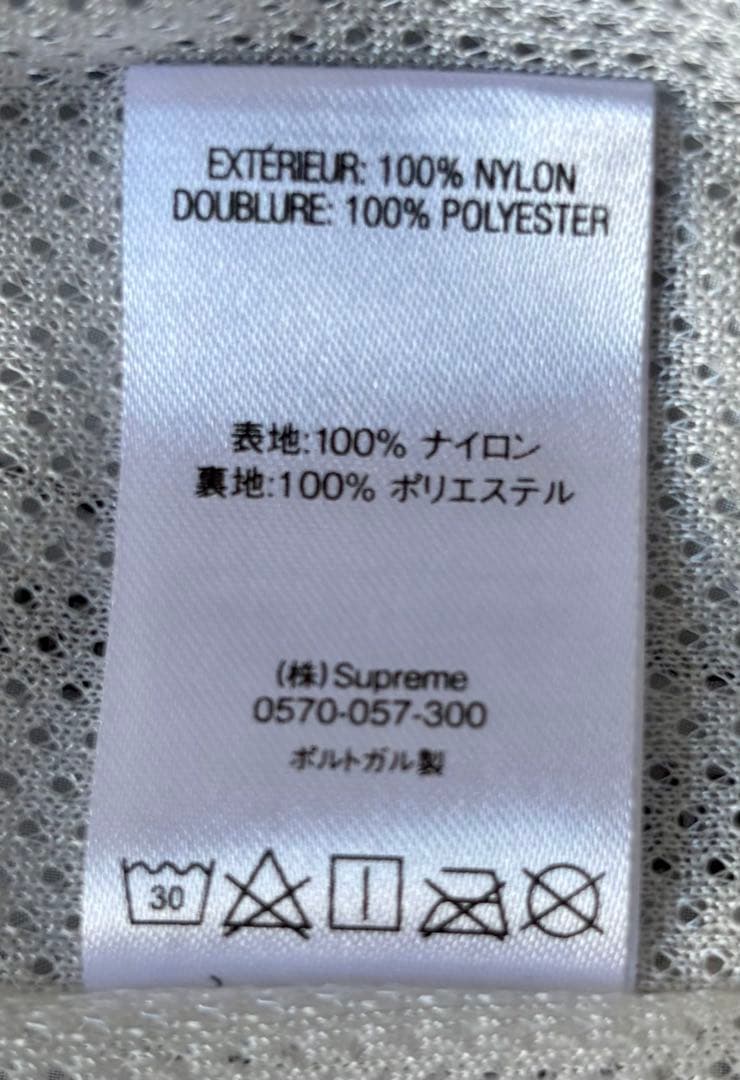 EXTÉRIEUR: 100% NYLON
DOUBLURE: 100% POLYESTER
表地:100% ナイロン
裏地:100% ポリエステル
(株)Supreme
0570-057-300
ポルトガル製
30